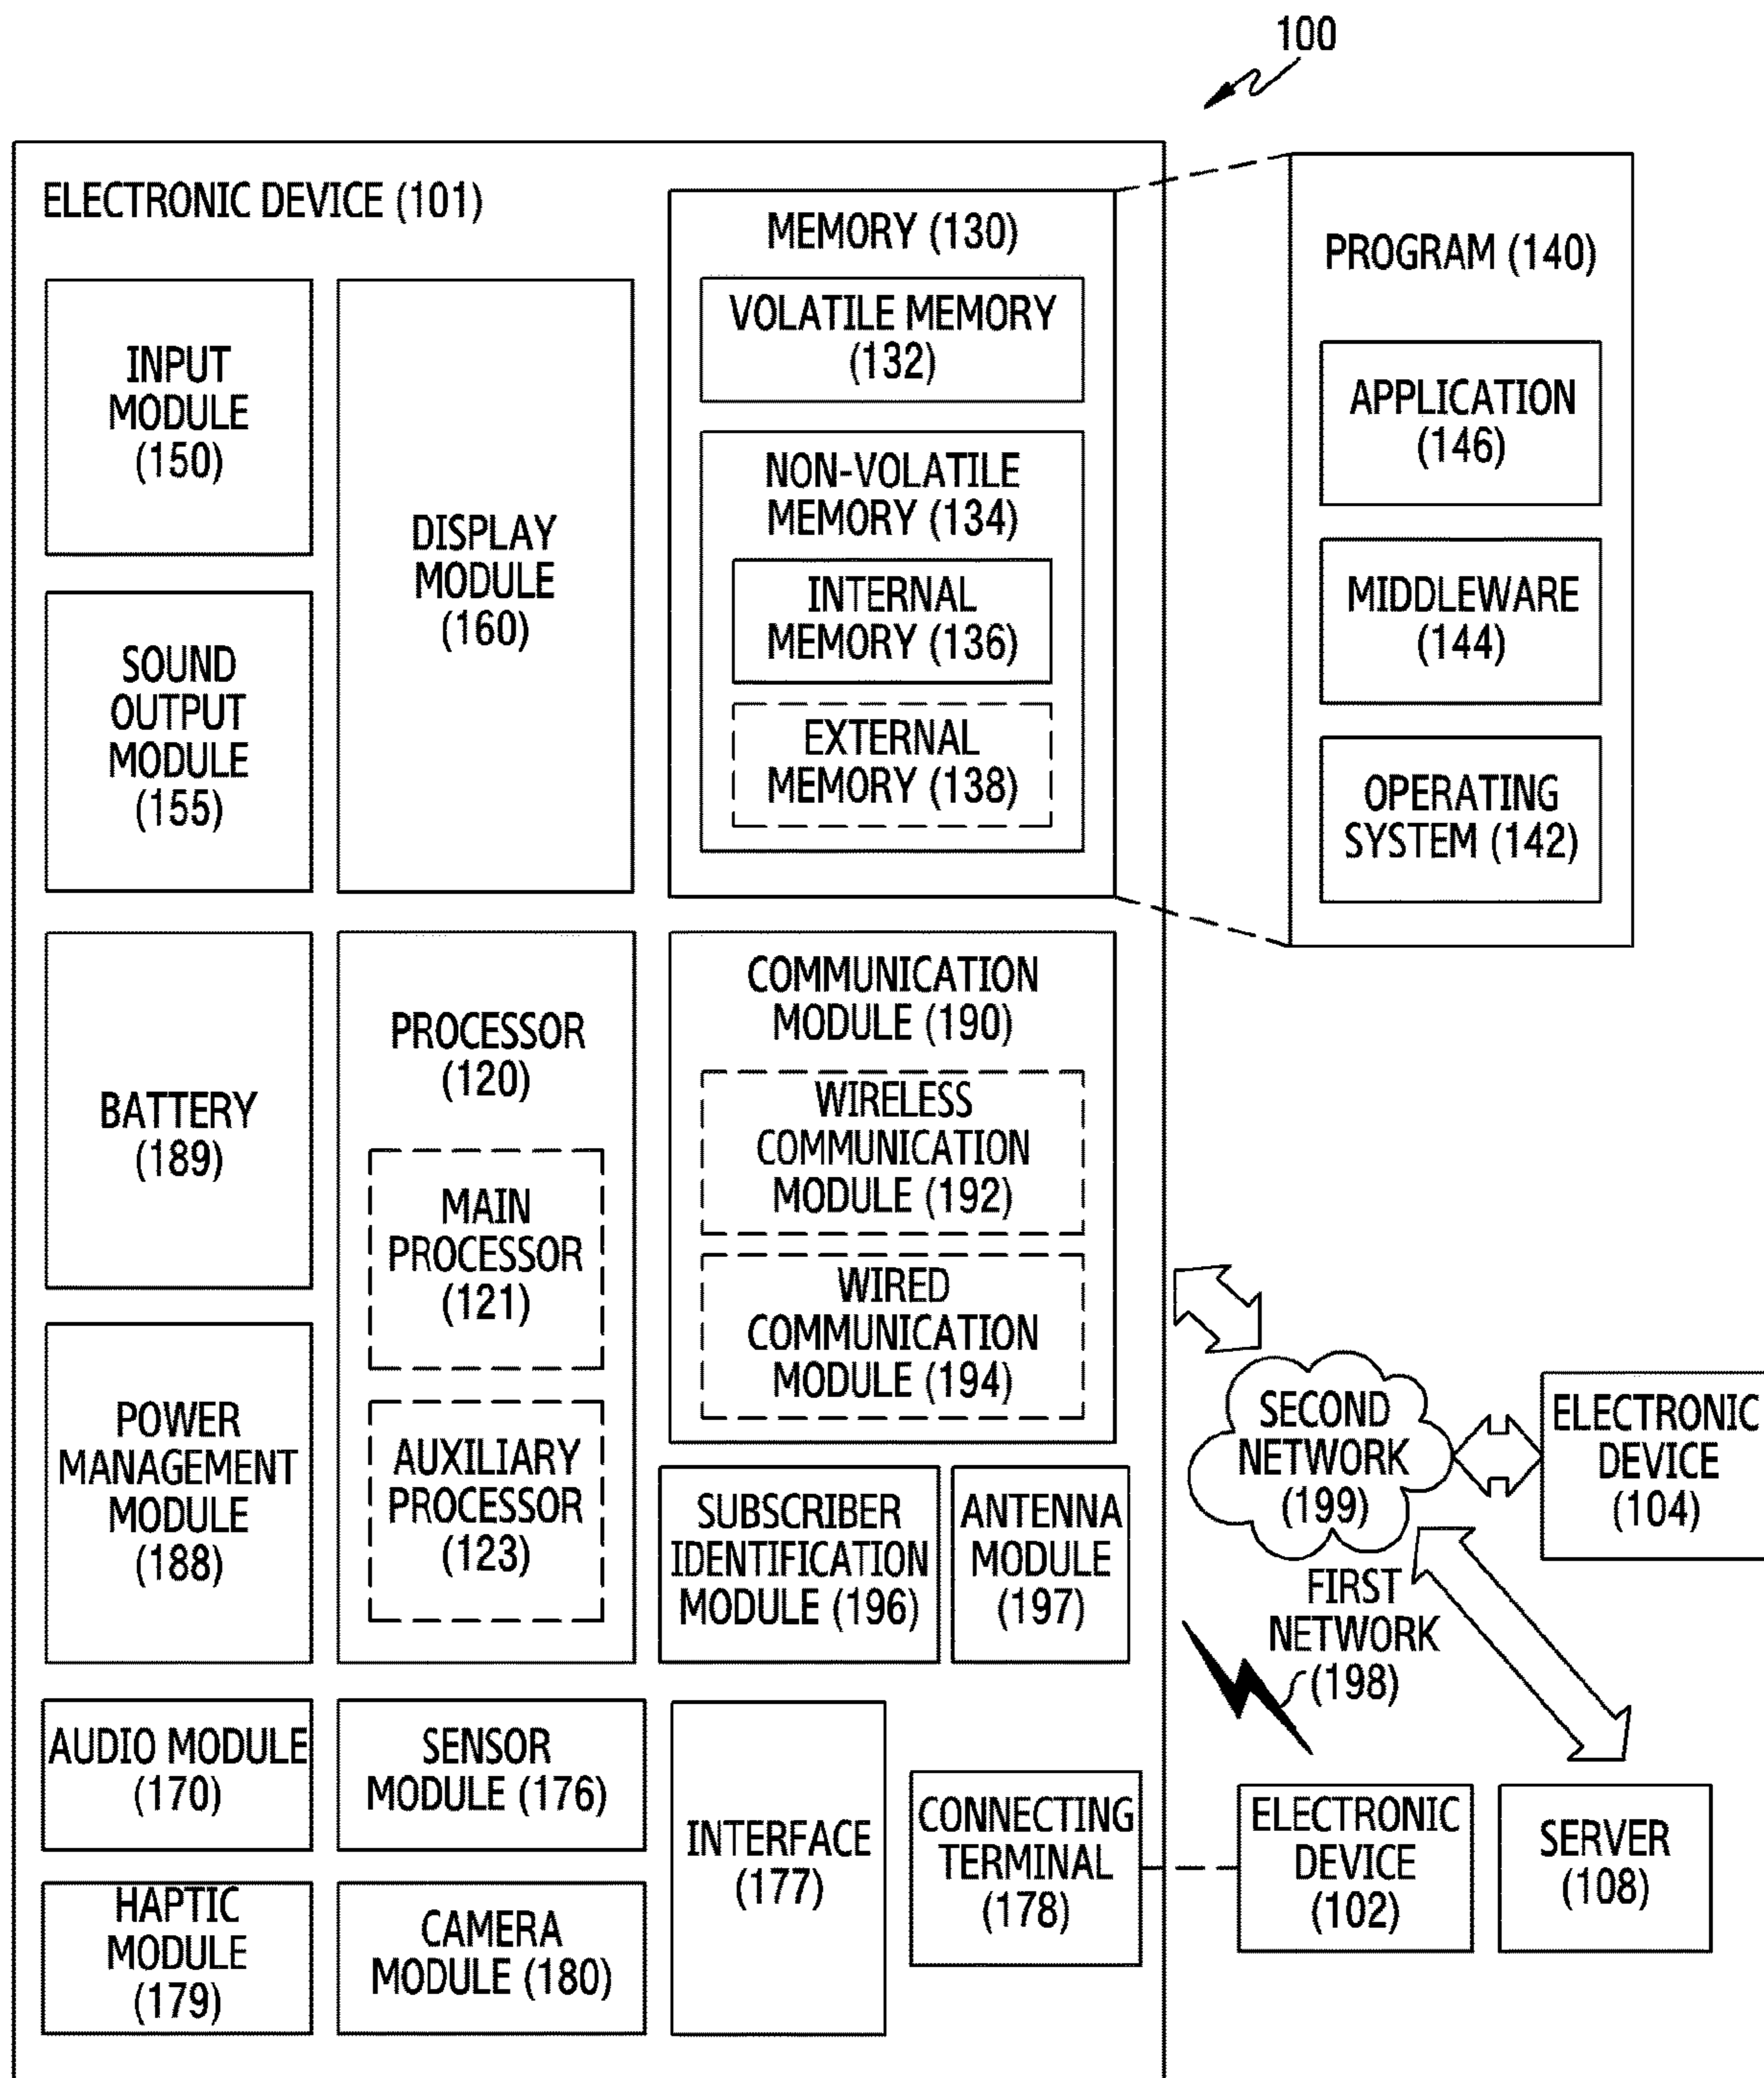 100
ELECTRONIC DEVICE (101)
INPUT
MODULE
(150)
SOUND
OUTPUT
MODULE
(155)
DISPLAY
MODULE
(160)
MEMORY (130)
VOLATILE MEMORY
(132)
NON-VOLATILE
MEMORY (134)
INTERNAL
MEMORY (136)
EXTERNAL
MEMORY (138)
PROGRAM (140)
APPLICATION
(146)
MIDDLEWARE
(144)
OPERATING
SYSTEM (142)
BATTERY
(189)
POWER
MANAGEMENT
MODULE
(188)
PROCESSOR
(120)
MAIN
PROCESSOR
(121)
AUXILIARY
PROCESSOR
(123)
COMMUNICATION
MODULE (190)
WIRELESS
COMMUNICATION
MODULE (192)
WIRED
COMMUNICATION
MODULE (194)
SUBSCRIBER
IDENTIFICATION
MODULE (196)
ANTENNA
MODULE
(197)
SECOND
NETWORK
(199)
ELECTRONIC
DEVICE
(104)
FIRST
NETWORK
(198)
AUDIO MODULE
(170)
SENSOR
MODULE (176)
HAPTIC
MODULE
(179)
CAMERA
MODULE (180)
INTERFACE
(177)
CONNECTING
TERMINAL
(178)
ELECTRONIC
DEVICE
(102)
SERVER
(108)